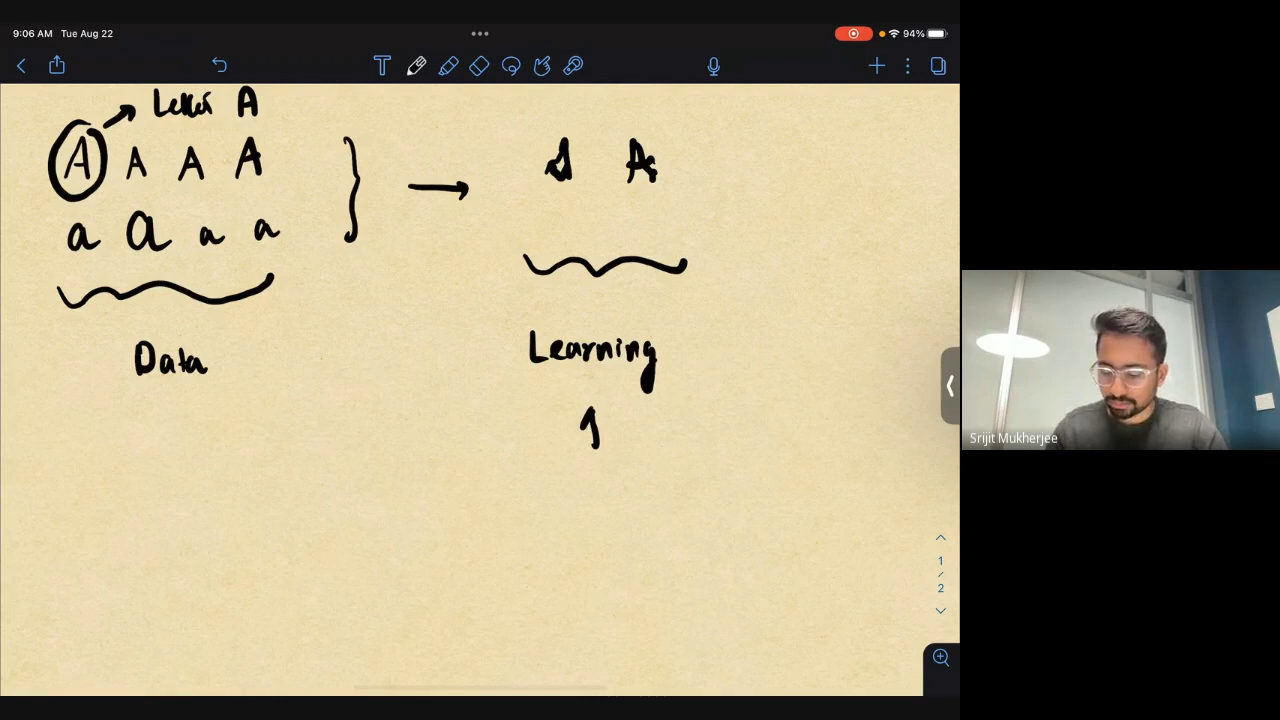 9:06 AM Tue Aug 22
94%
Letter A
A A A A
a a a a
A
Data
Learning
Srijit Mukherjee
1
2